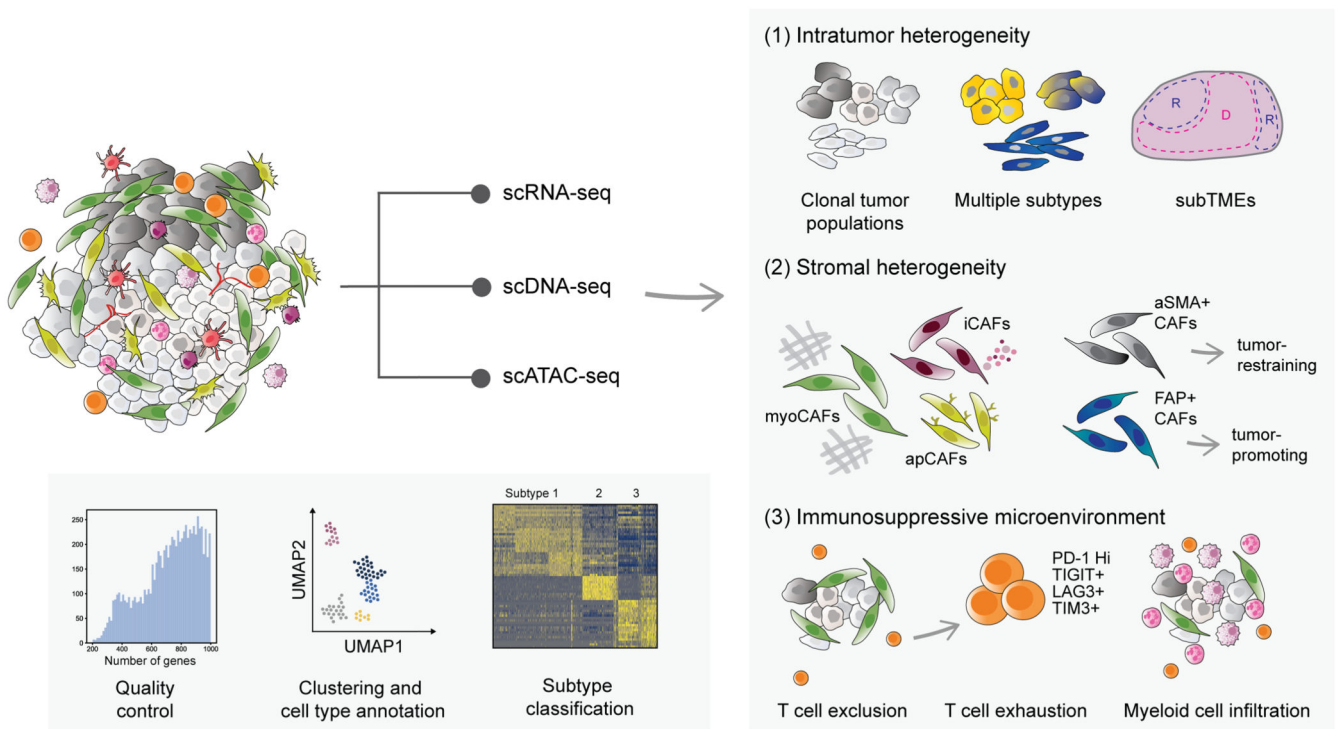 scRNA-seq
scDNA-seq
scATAC-seq
250
200
150
100
50
0
200
400
600
800
1000
Number of genes
Quality
control
UMAP2
UMAP1
Clustering and
cell type annotation
Subtype 1
2
3
Subtype
classification
(1) Intratumor heterogeneity
R
D
R
Clonal tumor
populations
Multiple subtypes
subTMEs
(2) Stromal heterogeneity
iCAFs
myoCAFs
apCAFs
aSMA+
CAFs
tumor-
restraining
FAP+
CAFs
tumor-
promoting
(3) Immunosuppressive microenvironment
PD-1 Hi
TIGIT+
LAG3+
TIM3+
T cell exclusion
T cell exhaustion
Myeloid cell infiltration